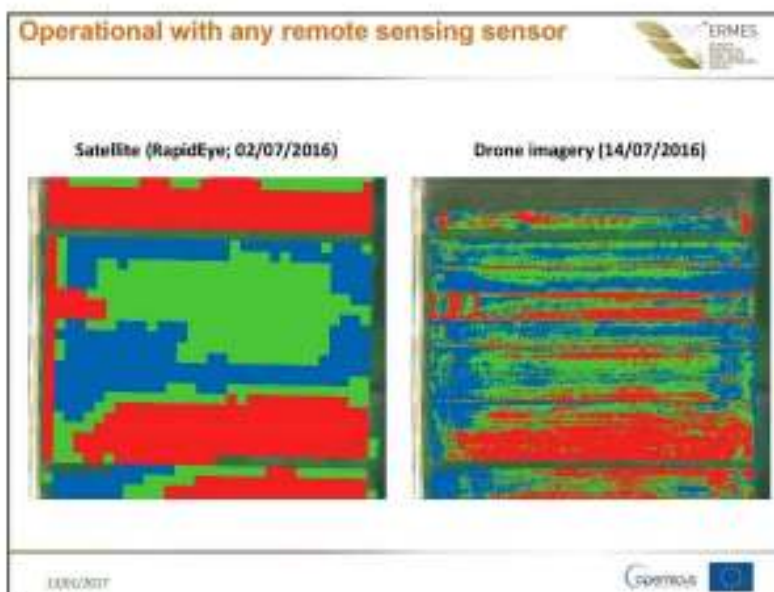 Operational with any remote sensing sensor
ERMES
Satellite (RapidEye; 02/07/2016)
Drone imagery (14/07/2016)
Copernicus